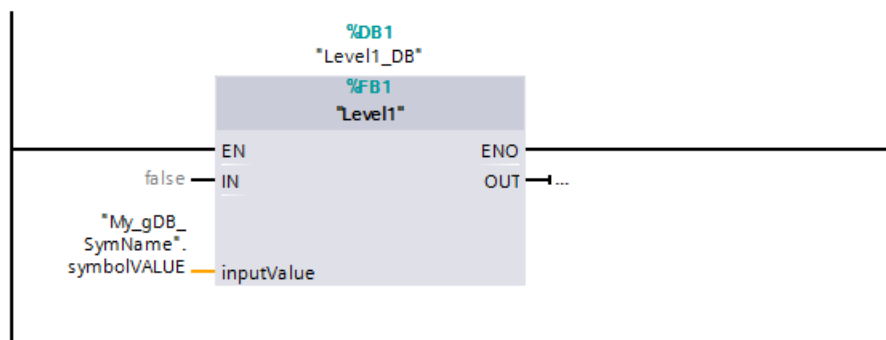 %DB1
"Level1_DB"
%FB1
"Level1"
EN ENO
false IN OUT ...
"My_gDB_
SymName".
symbolVALUE inputValue